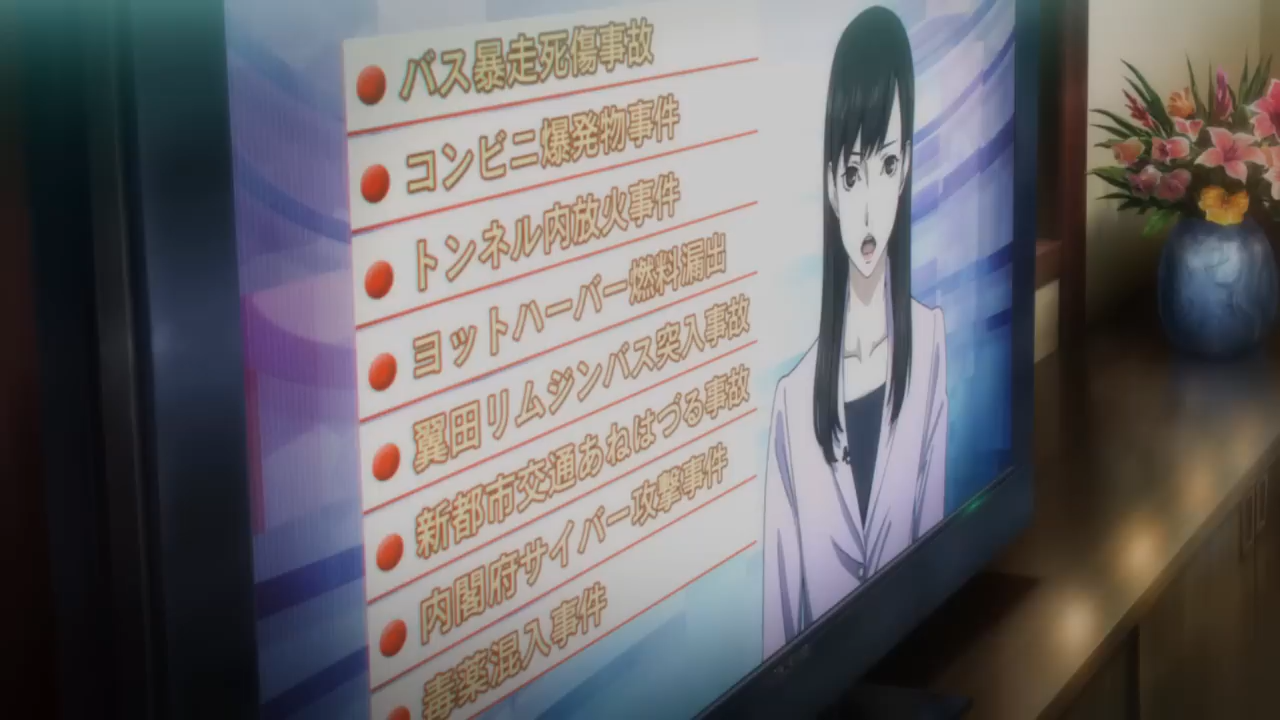 バス暴走死傷事故
コンビニ爆発物事件
トンネル内放火事件
ヨットハーバー燃料漏出
翼田リムジンバス突入事故
新都市交通あねはづる事故
内閣府サイバー攻撃事件
毒薬混入事件